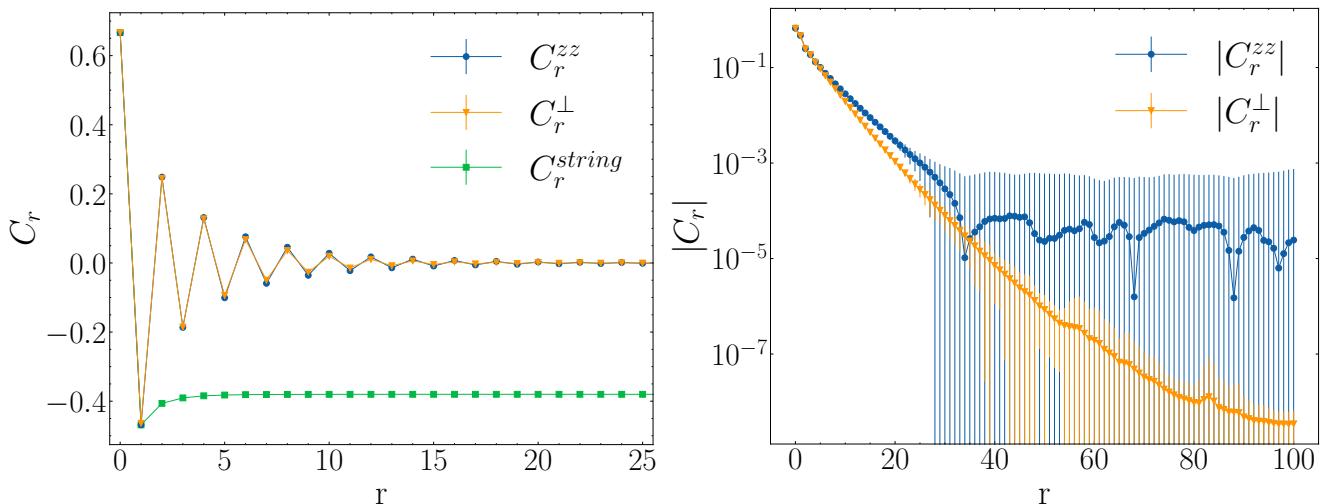 0.6
0.4
0.2
0.0
−0.2
−0.4
C_r
0 5 10 15 20 25
r
C_r^{zz}
C_r^⊥
C_r^{string}
10^{−1}
10^{−3}
10^{−5}
10^{−7}
|C_r|
0 20 40 60 80 100
r
|C_r^{zz}|
|C_r^⊥|